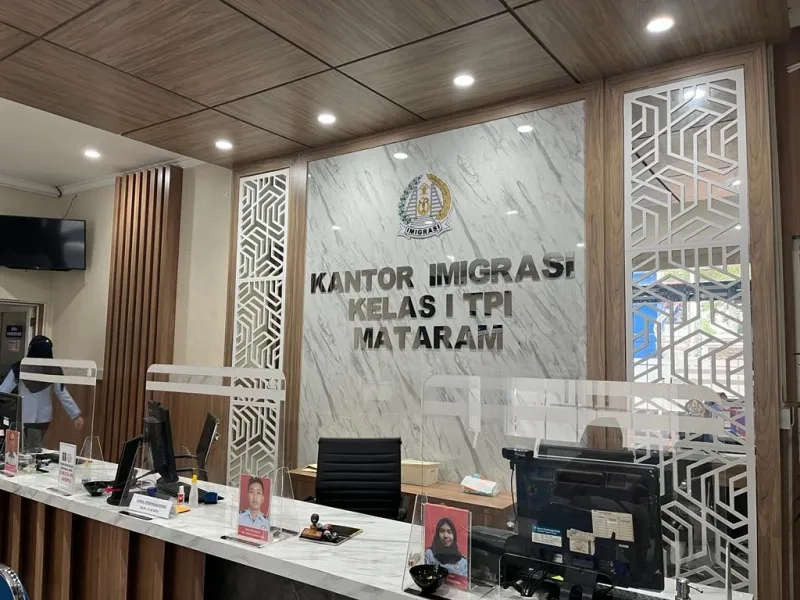 IMIGRASI
KANTOR IMIGRASI
KELAS I TPI
MATARAM